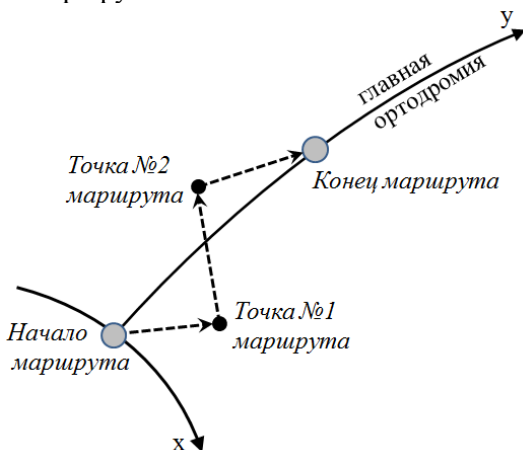 y
главная
ортодромия
Точка №2
маршрута
Конец маршрута
Точка №1
маршрута
Начало
маршрута
x